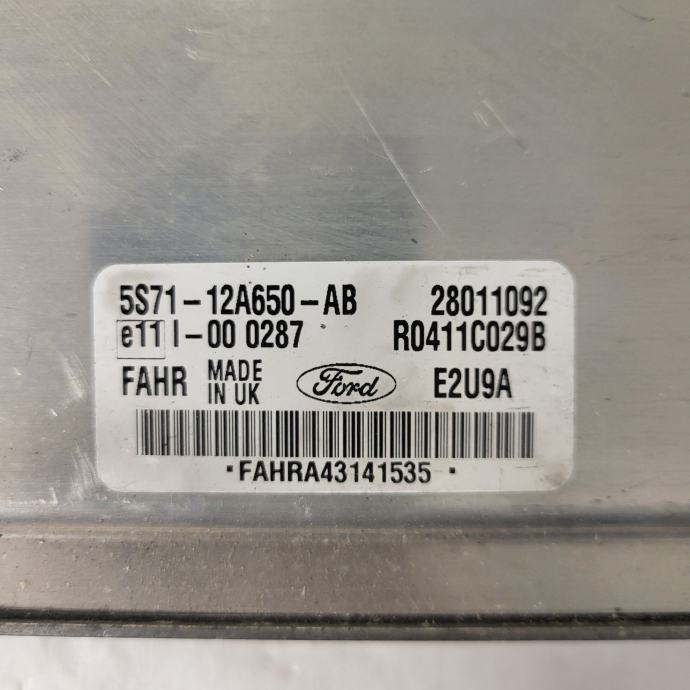 5S71-12A650-AB 28011092
e11 I-00 0287 R0411C029B
FAHR MADE IN UK Ford E2U9A
•FAHRA43141535 •